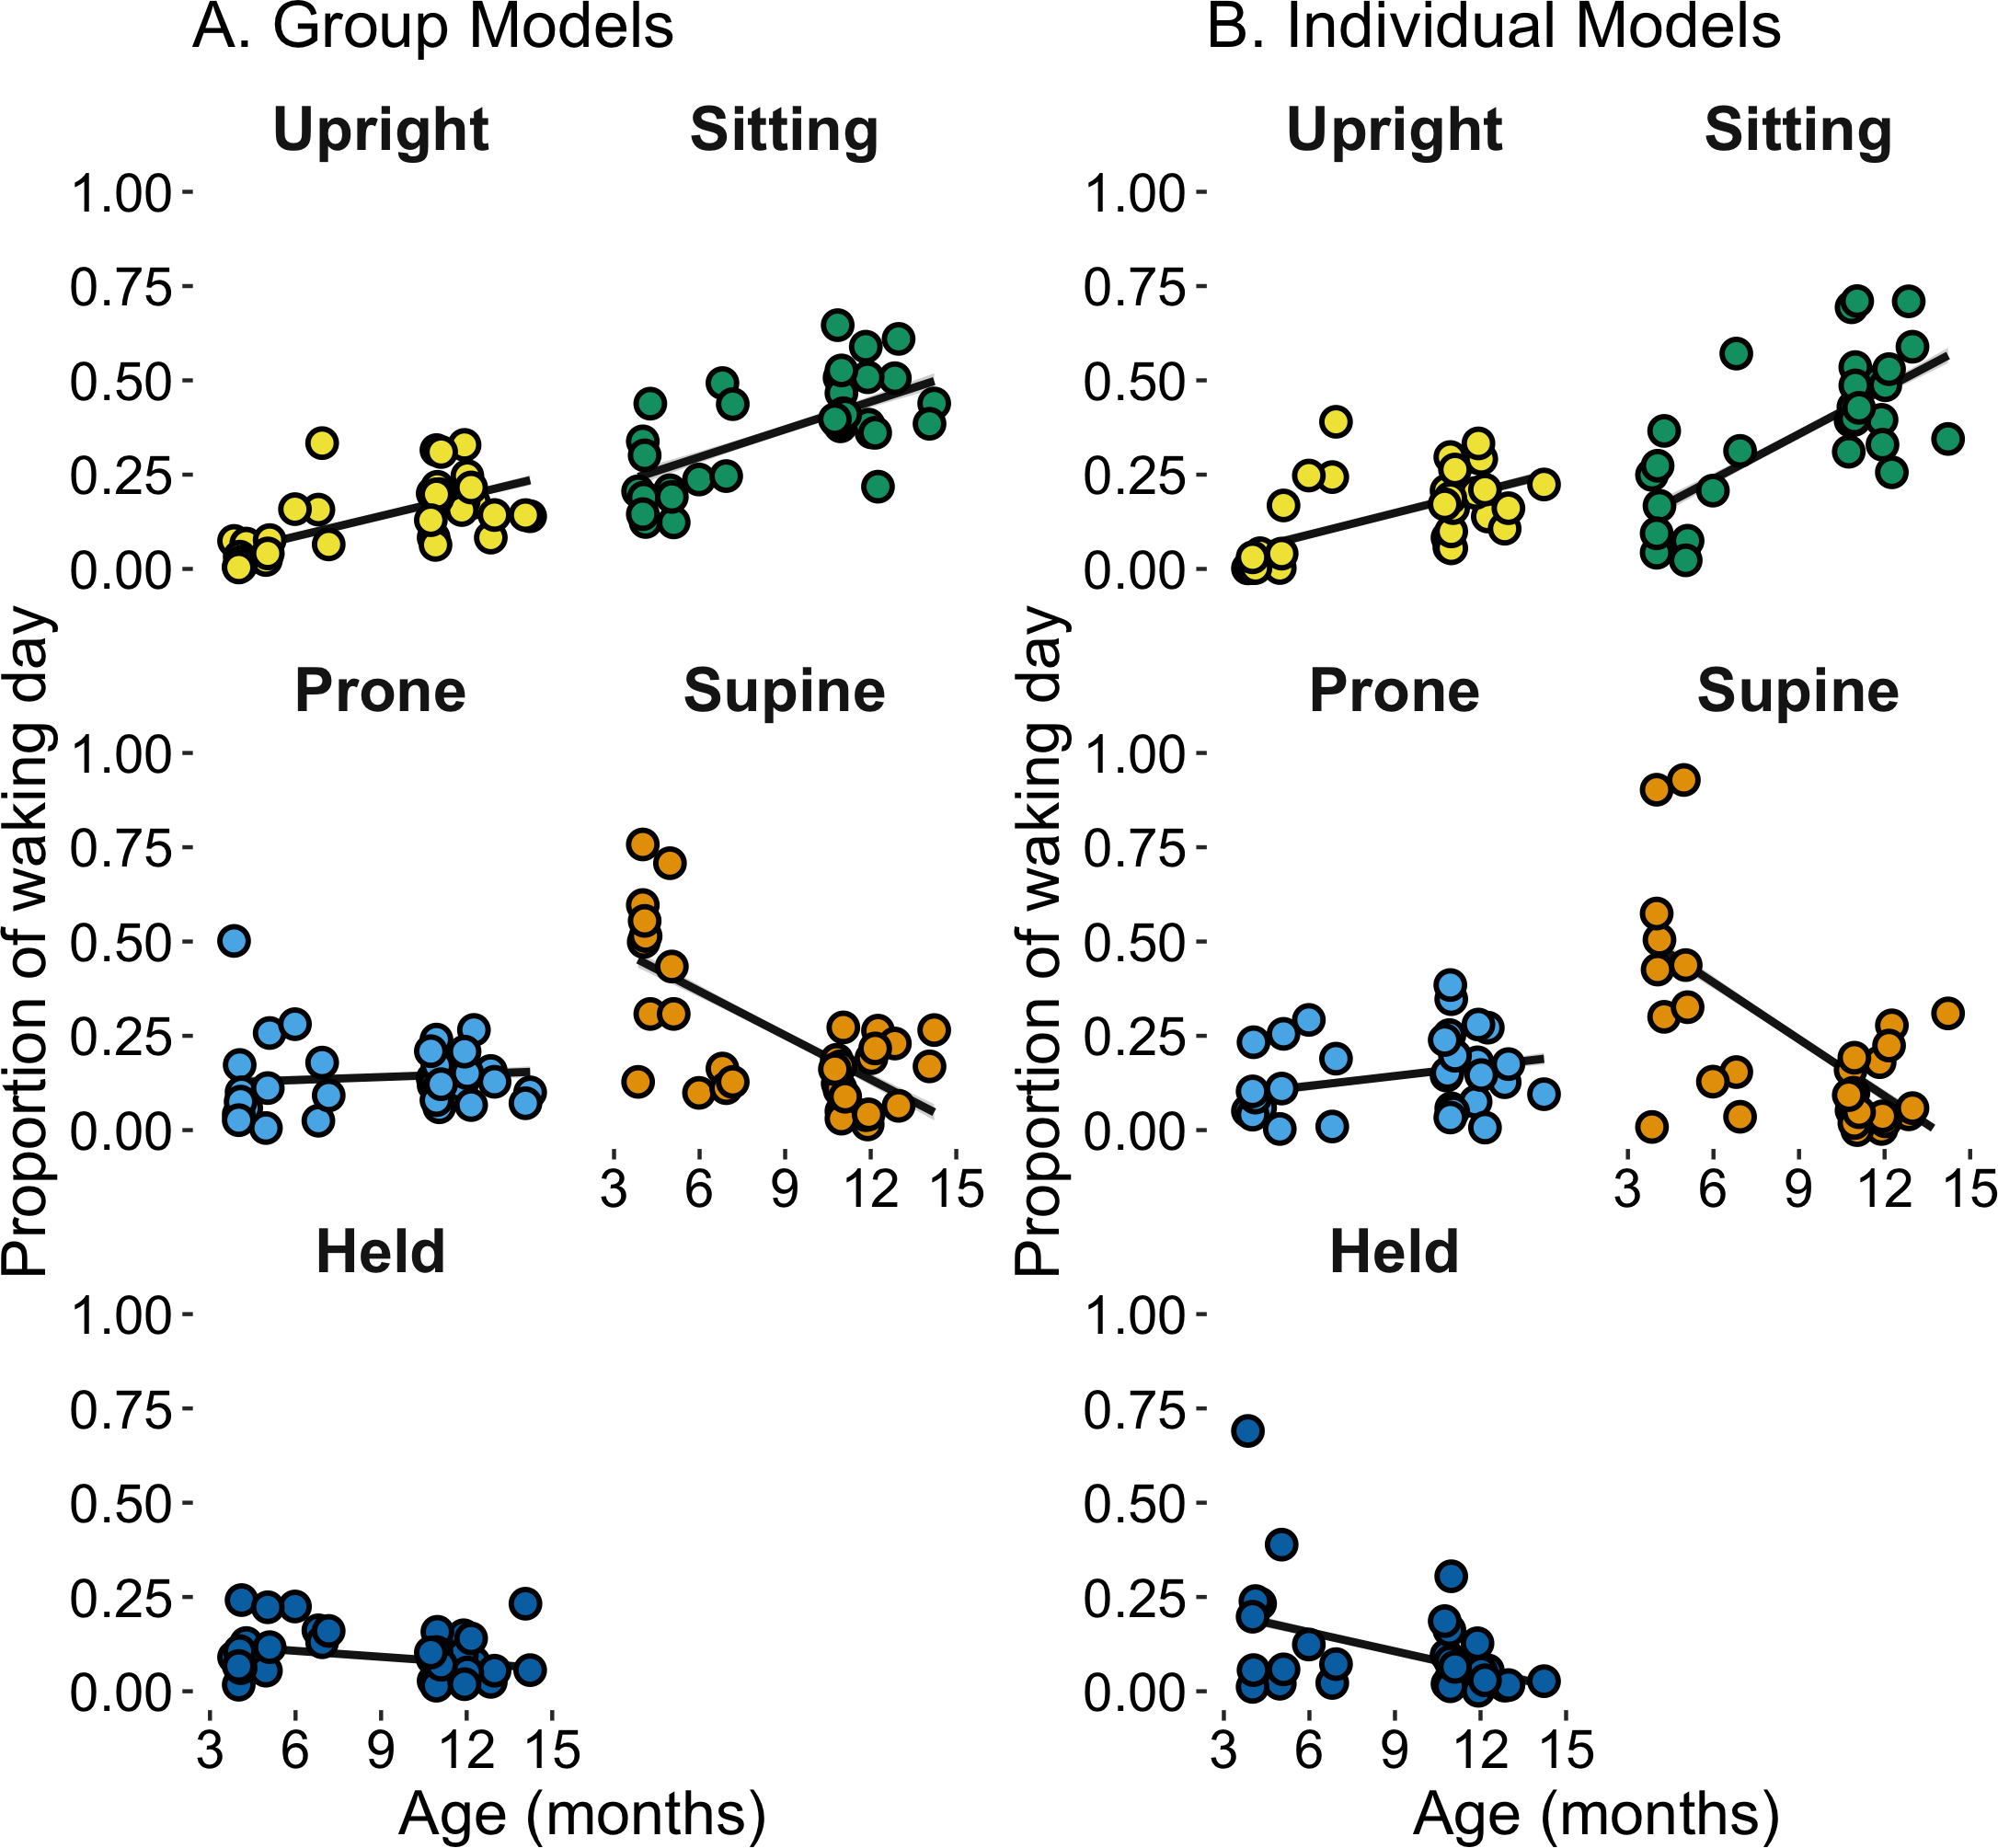 A. Group Models
Upright Sitting
1.00
0.75
0.50
0.25
0.00
Prone Supine
1.00
0.75
0.50
0.25
0.00
3 6 9 12 15
Held
1.00
0.75
0.50
0.25
0.00
3 6 9 12 15
Age (months)
Proportion of waking day
B. Individual Models
Upright Sitting
1.00
0.75
0.50
0.25
0.00
Prone Supine
1.00
0.75
0.50
0.25
0.00
3 6 9 12 15
Held
1.00
0.75
0.50
0.25
0.00
3 6 9 12 15
Age (months)
Proportion of waking day